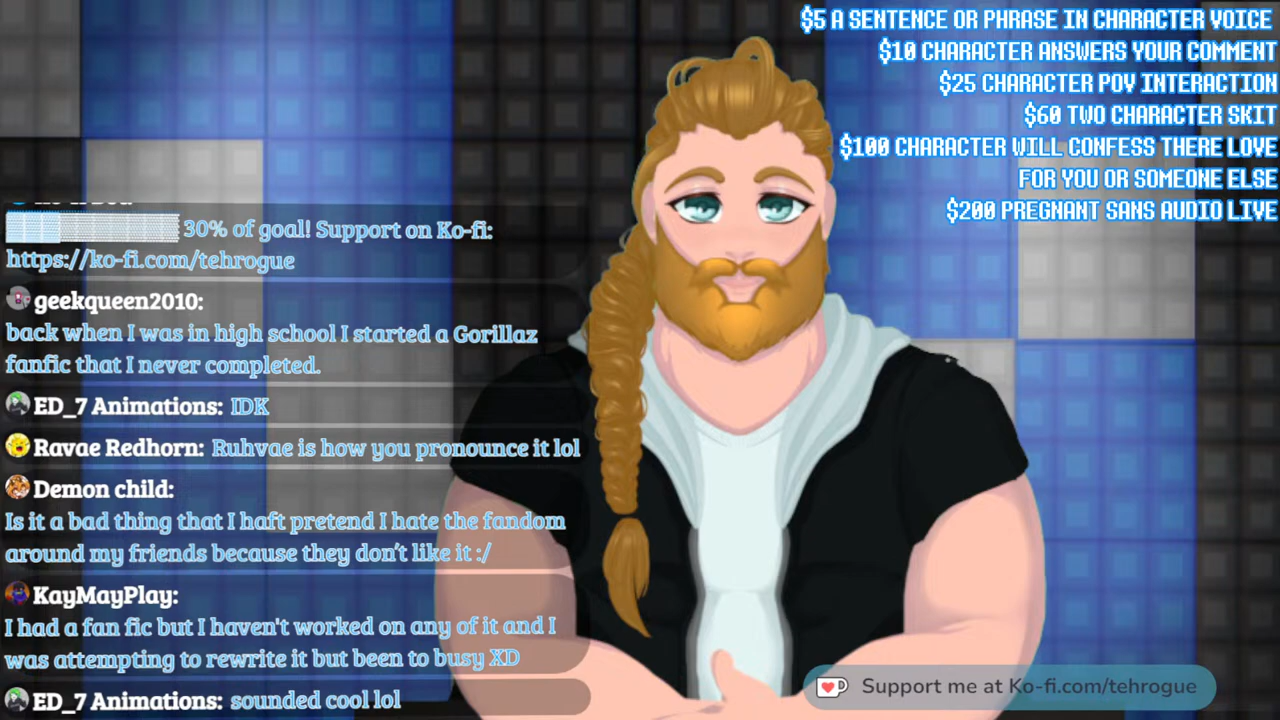 $5 A SENTENCE OR PHRASE IN CHARACTER VOICE
$10 CHARACTER ANSWERS YOUR COMMENT
$25 CHARACTER POV INTERACTION
$60 TWO CHARACTER SKIT
$100 CHARACTER WILL CONFESS THERE LOVE
FOR YOU OR SOMEONE ELSE
$200 PREGNANT SANS AUDIO LIVE
30% of goal! Support on Ko-fi:
https://ko-fi.com/tehrogue
geekqueen2010:
back when I was in high school I started a Gorillaz
fanfic that I never completed.
ED_7 Animations: IDK
Ravae Redhorn: Ruhvae is how you pronounce it lol
Demon child:
Is it a bad thing that I haft pretend I hate the fandom
around my friends because they don't like it :/
KayMayPlay:
I had a fan fic but I haven't worked on any of it and I
was attempting to rewrite it but been to busy XD
ED_7 Animations: sounded cool lol
Support me at Ko-fi.com/tehrogue